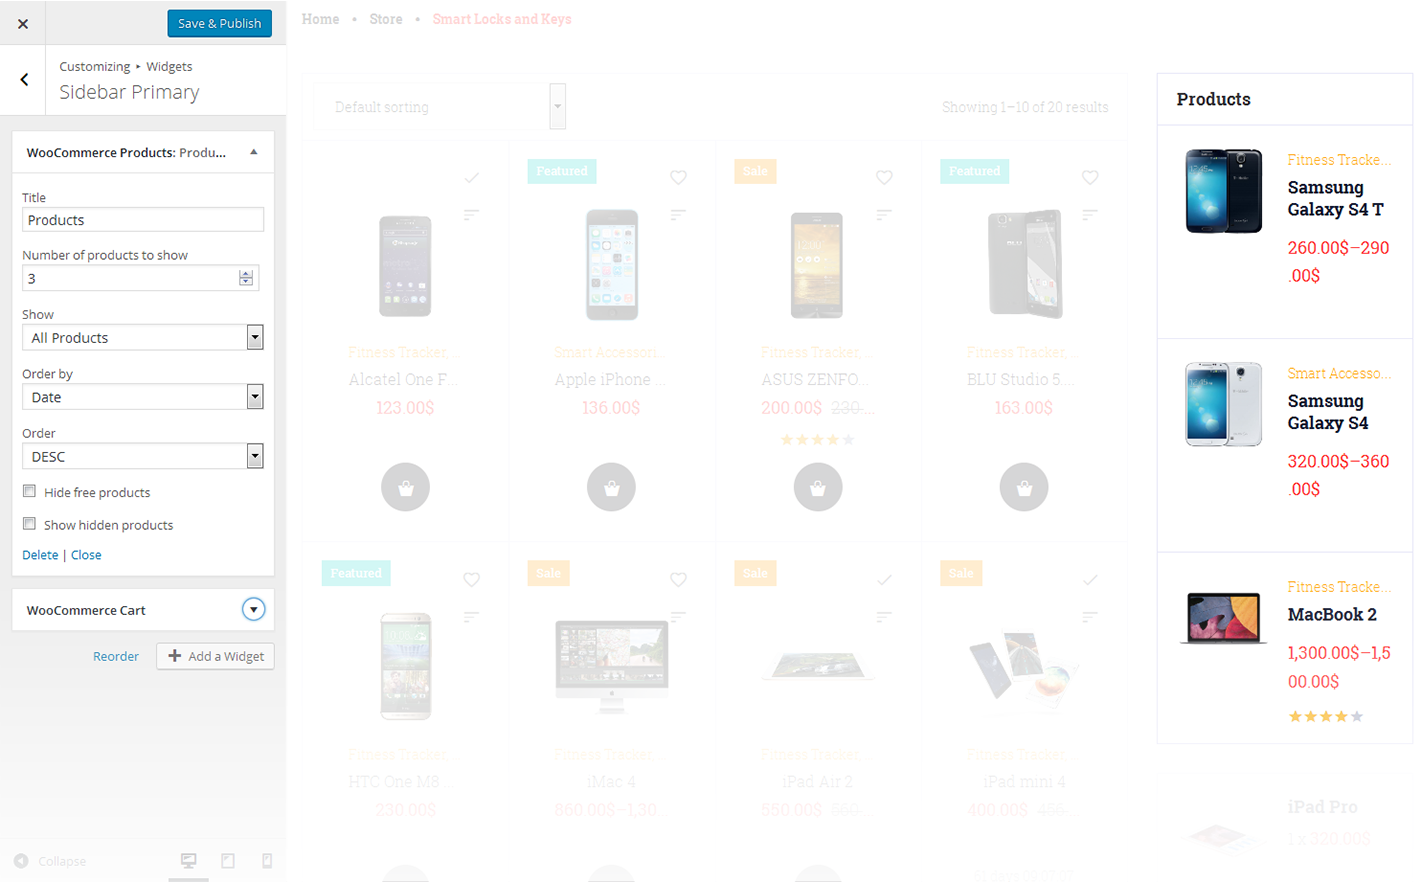 Save & Publish
Customizing ▸ Widgets
Sidebar Primary
WooCommerce Products: Produ...
Title
Products
Number of products to show
3
Show
All Products
Order by
Date
Order
DESC
Hide free products
Show hidden products
Delete | Close
WooCommerce Cart
Reorder
Add a Widget
Collapse
Home • Store • Smart Locks and Keys
Default sorting
Showing 1–10 of 20 results
Fitness Tracker, ...
Alcatel One F...
123.00$
Featured
Smart Accessori...
Apple iPhone ...
136.00$
Sale
Fitness Tracker, ...
ASUS ZENFO...
200.00$ 230....
Featured
Fitness Tracker, ...
BLU Studio 5....
163.00$
Featured
Fitness Tracker, ...
HTC One M8 ...
230.00$
Sale
Fitness Tracker, ...
iMac 4
860.00$–1,30...
Sale
Fitness Tracker, ...
iPad Air 2
550.00$
Sale
Fitness Tracker, ...
iPad mini 4
400.00$ 450....
Products
Fitness Tracke...
Samsung
Galaxy S4 T
260.00$–290
.00$
Smart Accesso...
Samsung
Galaxy S4
320.00$–360
.00$
Fitness Tracke...
MacBook 2
1,300.00$–1,5
00.00$
iPad Pro
1 x 320.00$